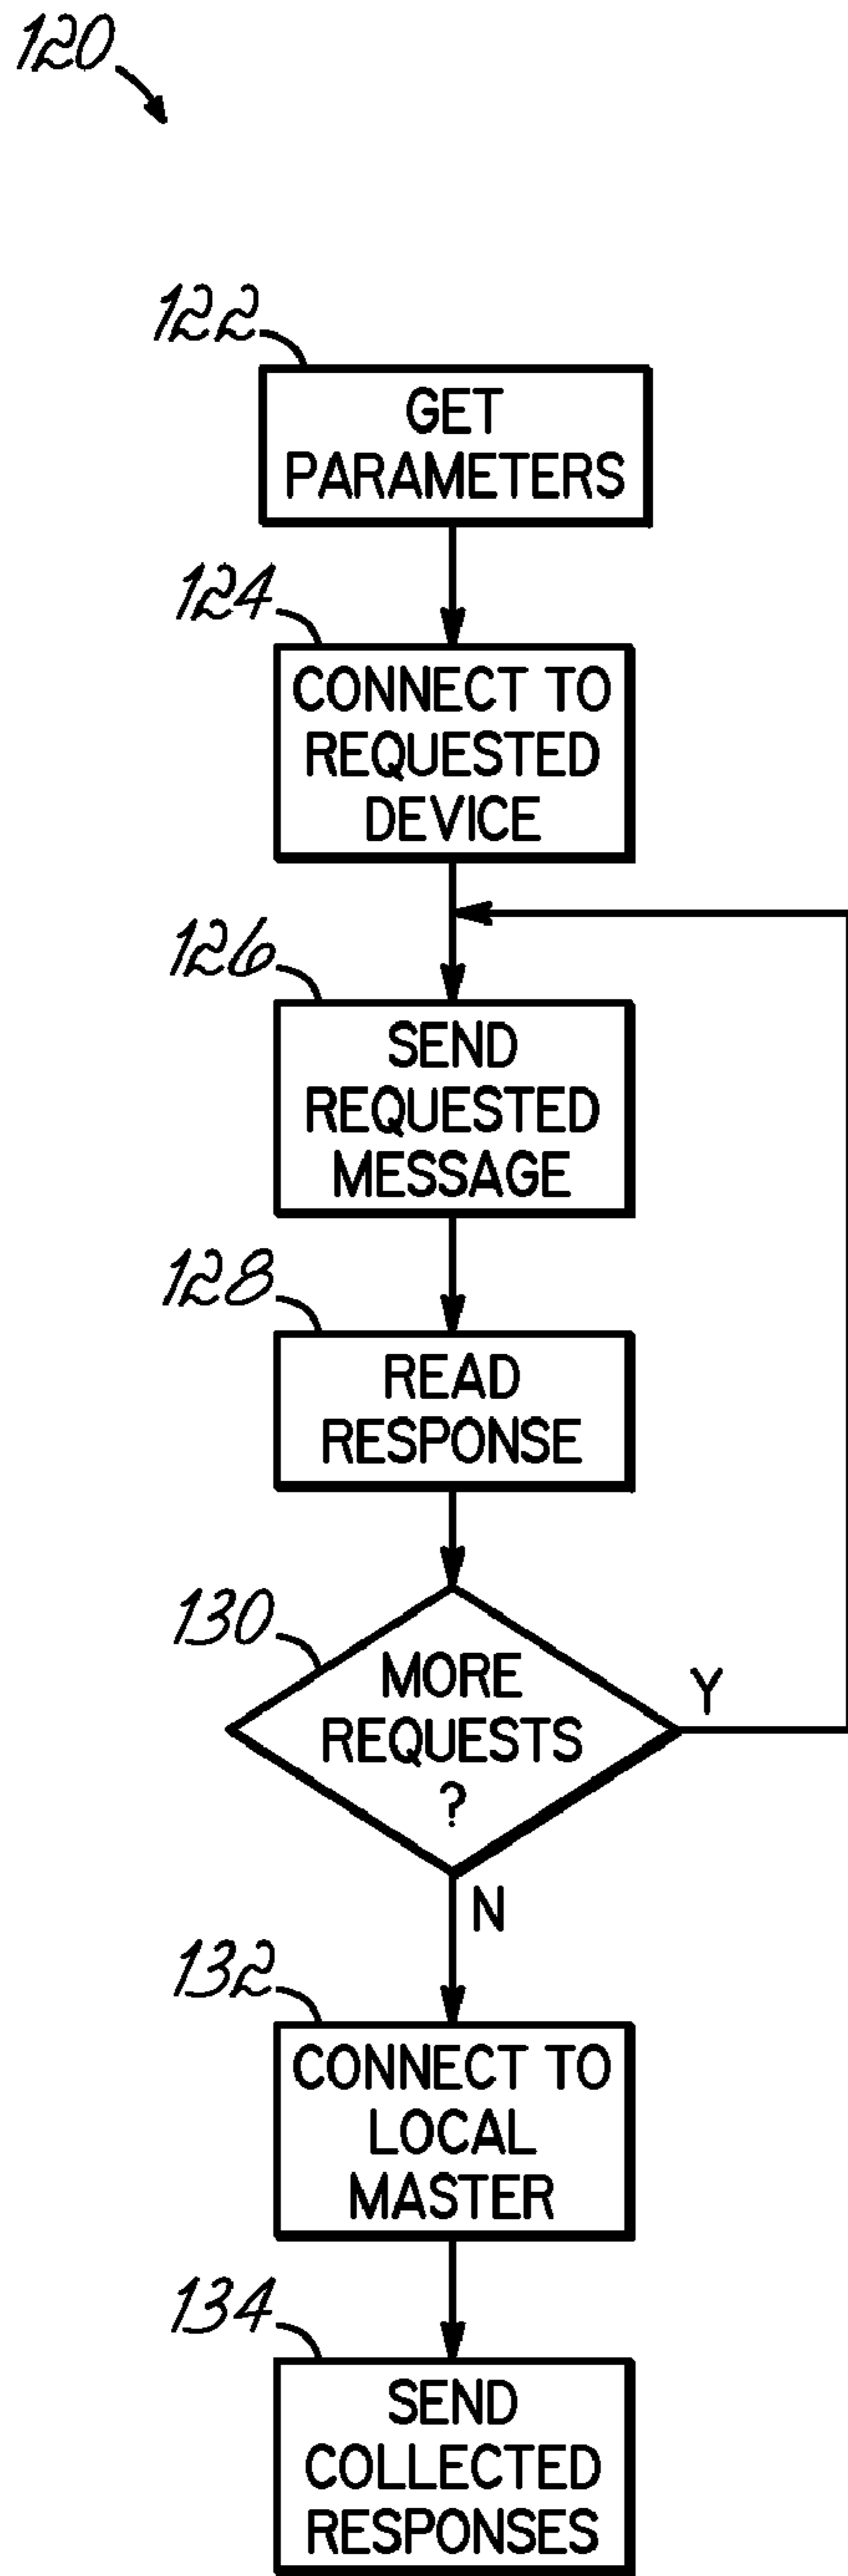 120
122
GET
PARAMETERS
124
CONNECT TO
REQUESTED
DEVICE
126
SEND
REQUESTED
MESSAGE
128
READ
RESPONSE
130
MORE
REQUESTS
?
Y
N
132
CONNECT TO
LOCAL
MASTER
134
SEND
COLLECTED
RESPONSES